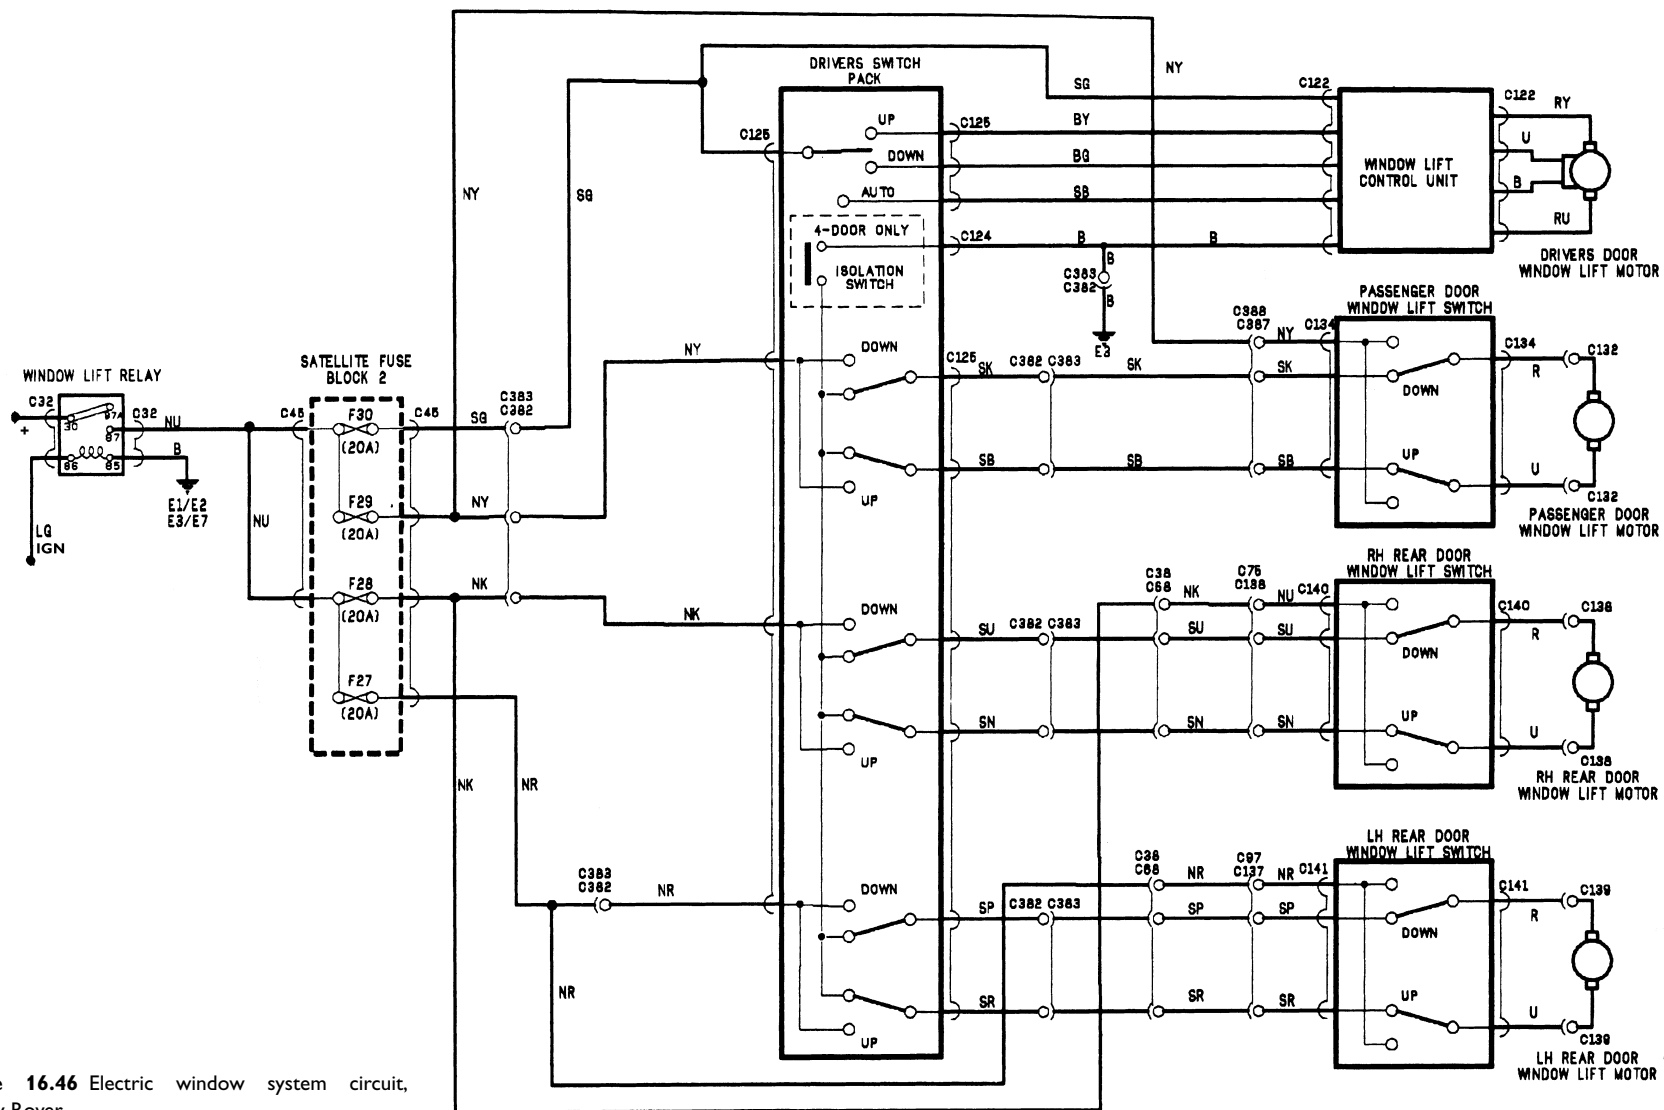 NY
DRIVERS SWITCH
PACK
SG
C122
C122
RY
UP
C125
C125
BY
U
DOWN
BG
WINDOW LIFT
CONTROL UNIT
B
NY
SG
AUTO
SB
RU
4-DOOR ONLY
C124
B
B
ISOLATION
SWITCH
B
C383
C382
B
E3
DRIVERS DOOR
WINDOW LIFT MOTOR
PASSENGER DOOR
WINDOW LIFT SWITCH
C388
C387
NY
C134
C134
C132
R
DOWN
UP
U
C132
PASSENGER DOOR
WINDOW LIFT MOTOR
NY
DOWN
C125
SK
C382
C383
SK
SK
SB
SB
SB
UP
WINDOW LIFT RELAY
C32
30
87A
87
86
85
C32
NU
B
+
E1/E2
E3/E7
LG
IGN
NU
SATELLITE FUSE
BLOCK 2
C45
F30
(20A)
C45
SG
C383
C382
F29
(20A)
NY
F28
(20A)
NK
F27
(20A)
NK
DOWN
SU
C382
C383
C38
C68
NK
C75
C138
NU
C140
SU
SU
SN
SN
SN
UP
RH REAR DOOR
WINDOW LIFT SWITCH
DOWN
UP
C140
C138
R
U
C138
RH REAR DOOR
WINDOW LIFT MOTOR
NK
NR
C383
C382
NR
DOWN
SP
C382
C383
C38
C68
NR
C97
C137
NR
C141
SP
SP
SR
SR
SR
UP
NR
LH REAR DOOR
WINDOW LIFT SWITCH
DOWN
UP
C141
C139
R
U
C139
LH REAR DOOR
WINDOW LIFT MOTOR
16.46 Electric window system circuit,
Rover